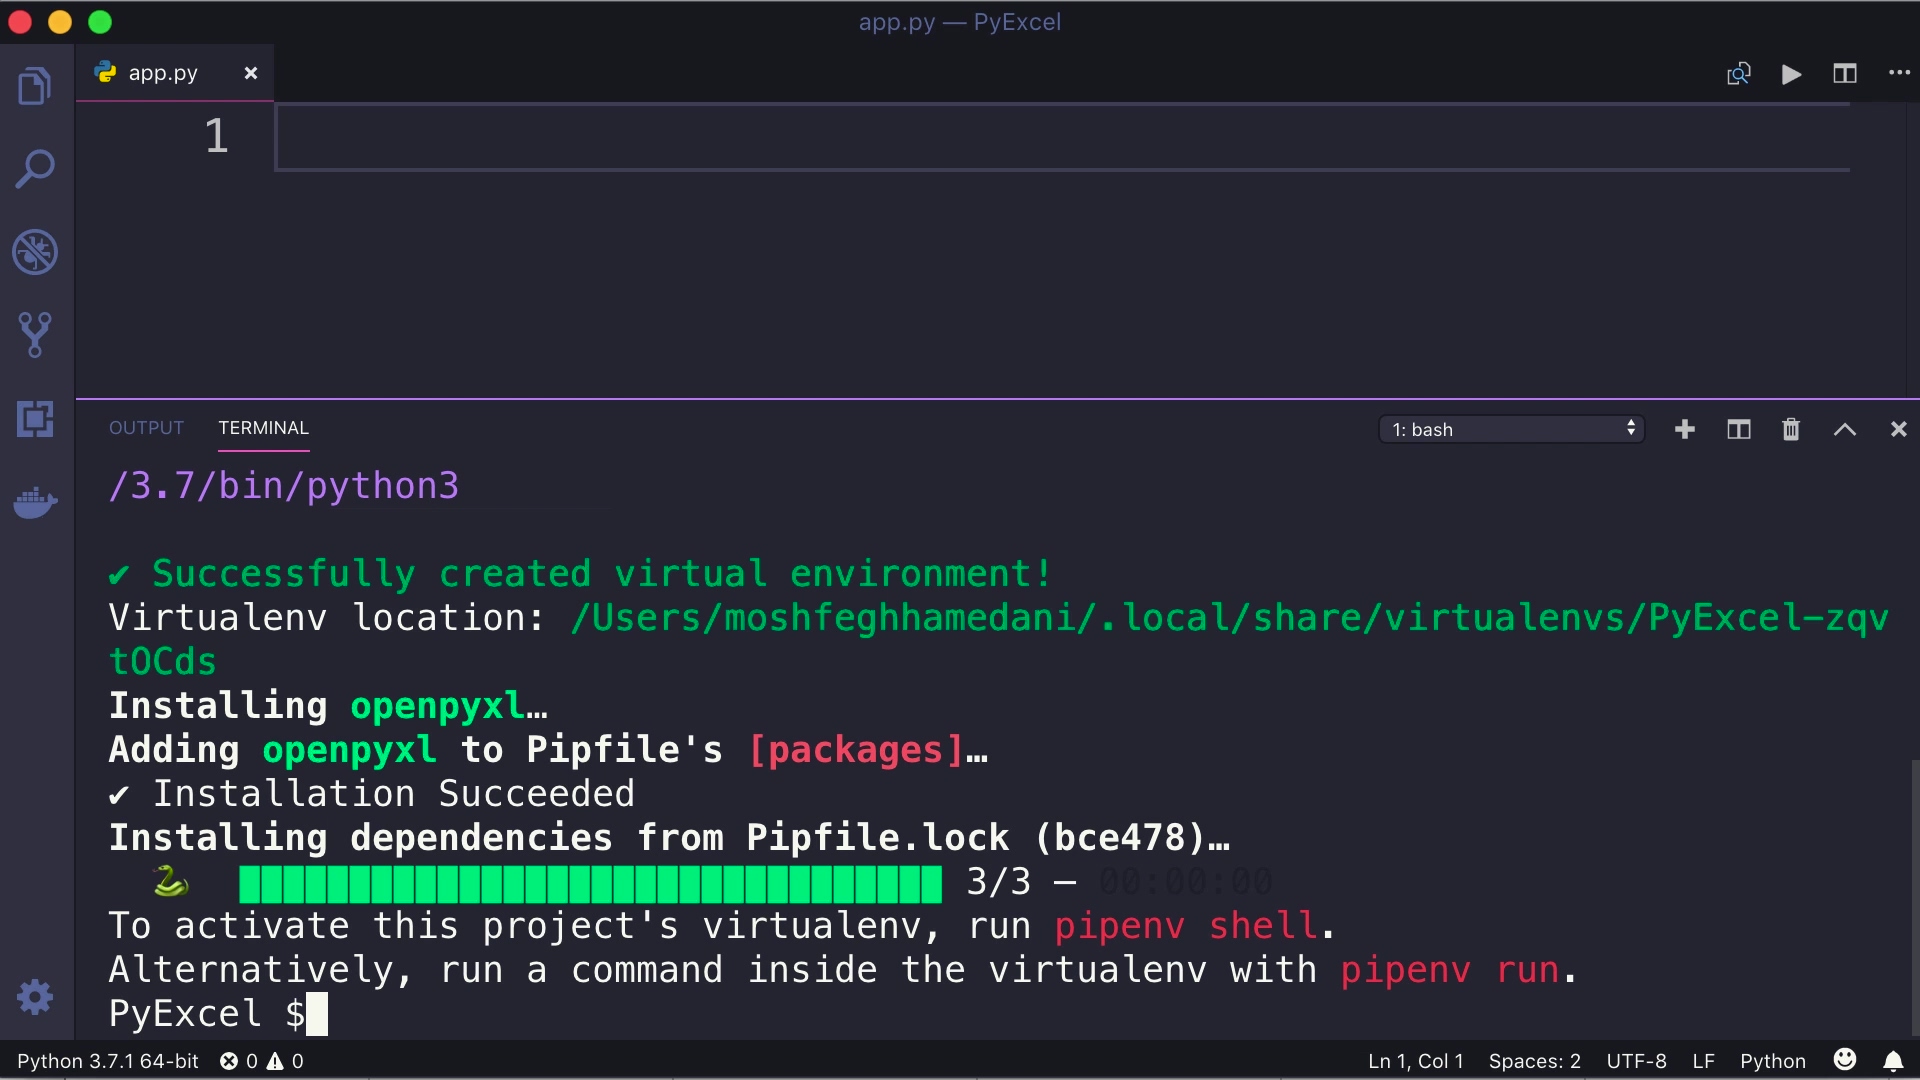 app.py — PyExcel
app.py
1
OUTPUT TERMINAL 1: bash
/3.7/bin/python3
✔ Successfully created virtual environment!
Virtualenv location: /Users/moshfeghhamedani/.local/share/virtualenvs/PyExcel-zqv
tOCds
Installing openpyxl…
Adding openpyxl to Pipfile's [packages]…
✔ Installation Succeeded
Installing dependencies from Pipfile.lock (bce478)…
3/3 — 00:00:00
To activate this project's virtualenv, run pipenv shell.
Alternatively, run a command inside the virtualenv with pipenv run.
PyExcel $
Python 3.7.1 64-bit 0 0 Ln 1, Col 1 Spaces: 2 UTF-8 LF Python